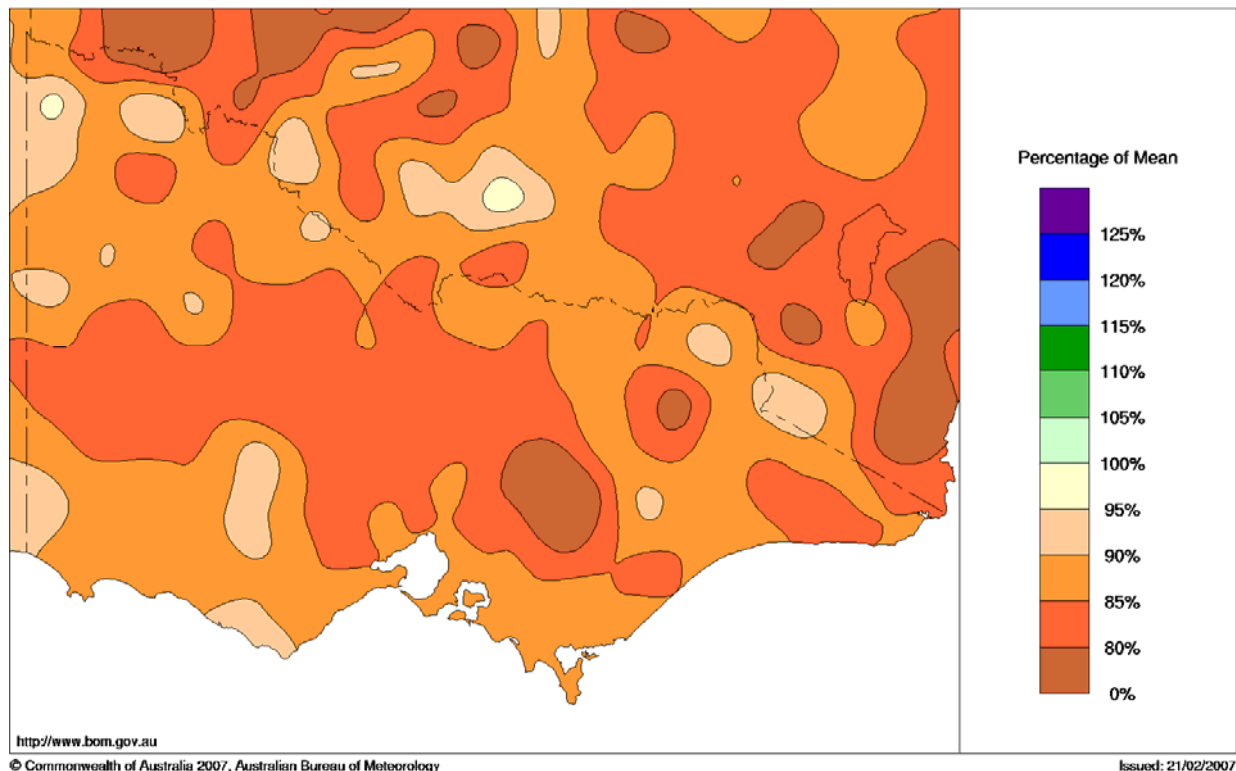 Percentage of Mean
125%
120%
115%
110%
105%
100%
95%
90%
85%
80%
0%
http://www.bom.gov.au
© Commonwealth of Australia 2007, Australian Bureau of Meteorology
Issued: 21/02/2007